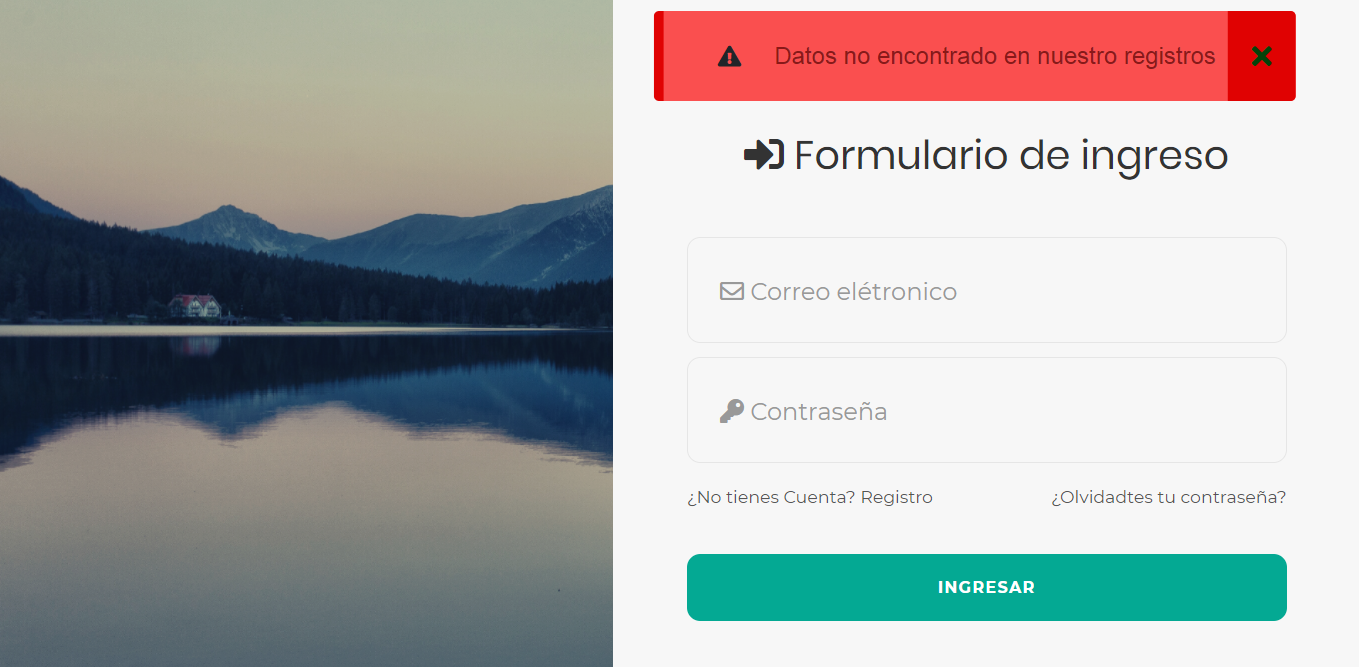 Datos no encontrado en nuestro registros
Formulario de ingreso
Correo elétronico
Contraseña
¿No tienes Cuenta? Registro
¿Olvidadtes tu contraseña?
INGRESAR